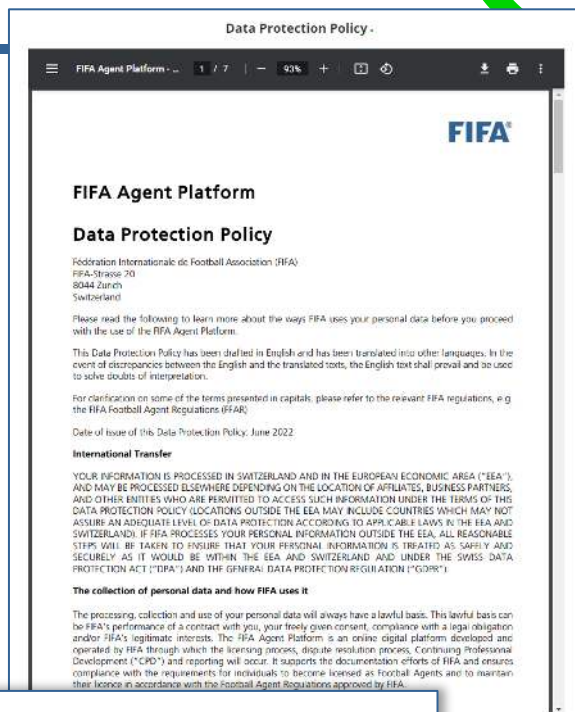 Data Protection Policy -
FIFA Agent Platform - ... 1 / 7 | — 93% +
FIFA®
FIFA Agent Platform
Data Protection Policy
Fédération Internationale de Football Association (FIFA)
FIFA-Strasse 20
8044 Zurich
Switzerland
Please read the following to learn more about the ways FIFA uses your personal data before you proceed
with the use of the FIFA Agent Platform.
This Data Protection Policy has been drafted in English and has been translated into other languages. In the
event of discrepancies between the English and the translated texts, the English text shall prevail and be used
to solve doubts of interpretation.
For clarification on some of the terms presented in capitals, please refer to the relevant FIFA regulations, e.g
the FIFA Football Agent Regulations (FFAR)
Date of issue of this Data Protection Policy: June 2022
International Transfer
YOUR INFORMATION IS PROCESSED IN SWITZERLAND AND IN THE EUROPEAN ECONOMIC AREA ("EEA"),
AND MAY BE PROCESSED ELSEWHERE DEPENDING ON THE LOCATION OF AFFILIATES, BUSINESS PARTNERS,
AND OTHER ENTITIES WHO ARE PERMITTED TO ACCESS SUCH INFORMATION UNDER THE TERMS OF THIS
DATA PROTECTION POLICY (LOCATIONS OUTSIDE THE EEA MAY INCLUDE COUNTRIES WHICH MAY NOT
ASSURE AN ADEQUATE LEVEL OF DATA PROTECTION ACCORDING TO APPLICABLE LAWS IN THE EEA AND
SWITZERLAND). IF FIFA PROCESSES YOUR PERSONAL INFORMATION OUTSIDE THE EEA, ALL REASONABLE
STEPS WILL BE TAKEN TO ENSURE THAT YOUR PERSONAL INFORMATION IS TREATED AS SAFELY AND
SECURELY AS IT WOULD BE WITHIN THE EEA AND SWITZERLAND AND UNDER THE SWISS DATA
PROTECTION ACT ("DPA") AND THE GENERAL DATA PROTECTION REGULATION ("GDPR").
The collection of personal data and how FIFA uses it
The processing, collection and use of your personal data will always have a lawful basis. This lawful basis can
be FIFA's performance of a contract with you, your freely given consent, compliance with a legal obligation
and/or FIFA's legitimate interests. The FIFA Agent Platform is an online digital platform developed and
operated by FIFA through which the licensing process, dispute resolution process, Continuing Professional
Development ("CPD") and reporting will occur. It supports the documentation efforts of FIFA and ensures
compliance with the requirements for individuals to become licensed as Football Agents and to maintain
their licence in accordance with the Football Agent Regulations approved by FIFA.